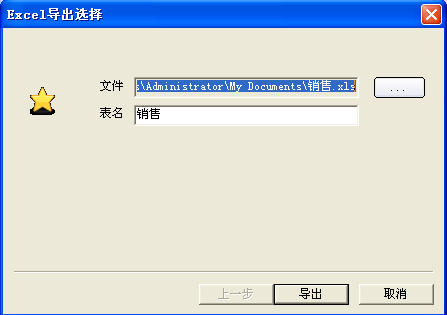 Excel导出选择
文件 s\Administrator\My Documents\销售.xls ...
表名 销售
上一步 导出 取消